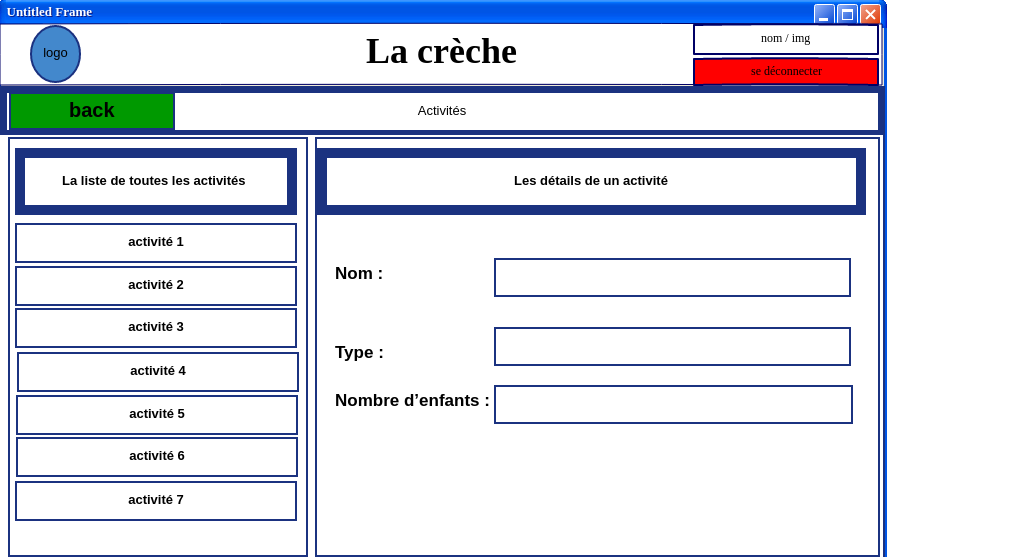 Untitled Frame
logo
La crèche
nom / img
se déconnecter
back
Activités
La liste de toutes les activités
Les détails de un activité
activité 1
activité 2
activité 3
activité 4
activité 5
activité 6
activité 7
Nom :
Type :
Nombre d’enfants :